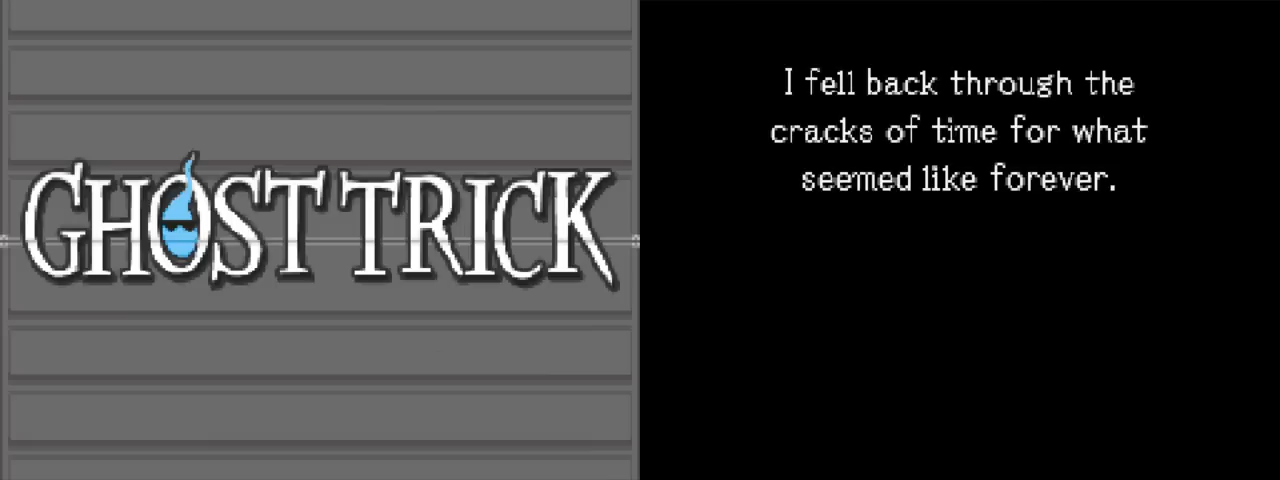 GHOST TRICK
I fell back through the
cracks of time for what
seemed like forever.